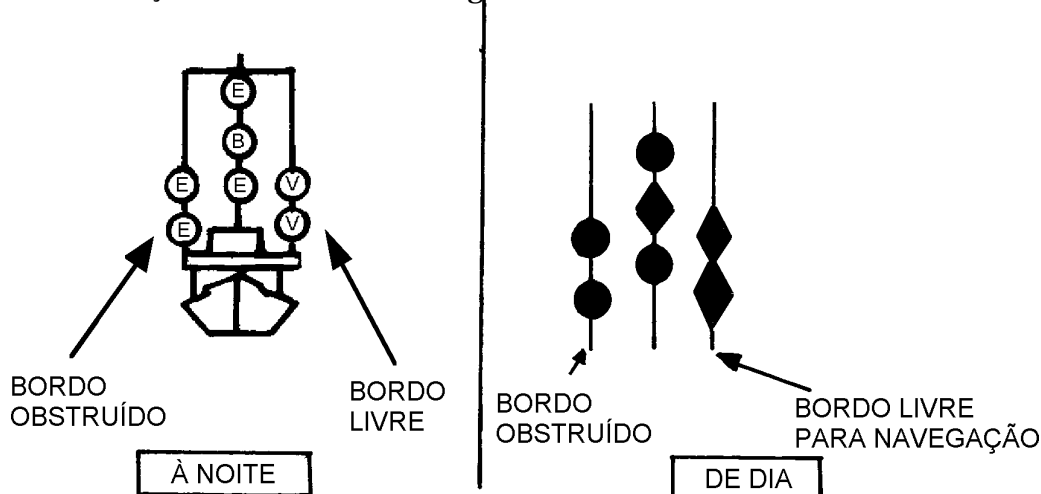 E
B
E E V
E V
BORDO
OBSTRUÍDO
BORDO
LIVRE
À NOITE
BORDO
OBSTRUÍDO
BORDO LIVRE
PARA NAVEGAÇÃO
DE DIA